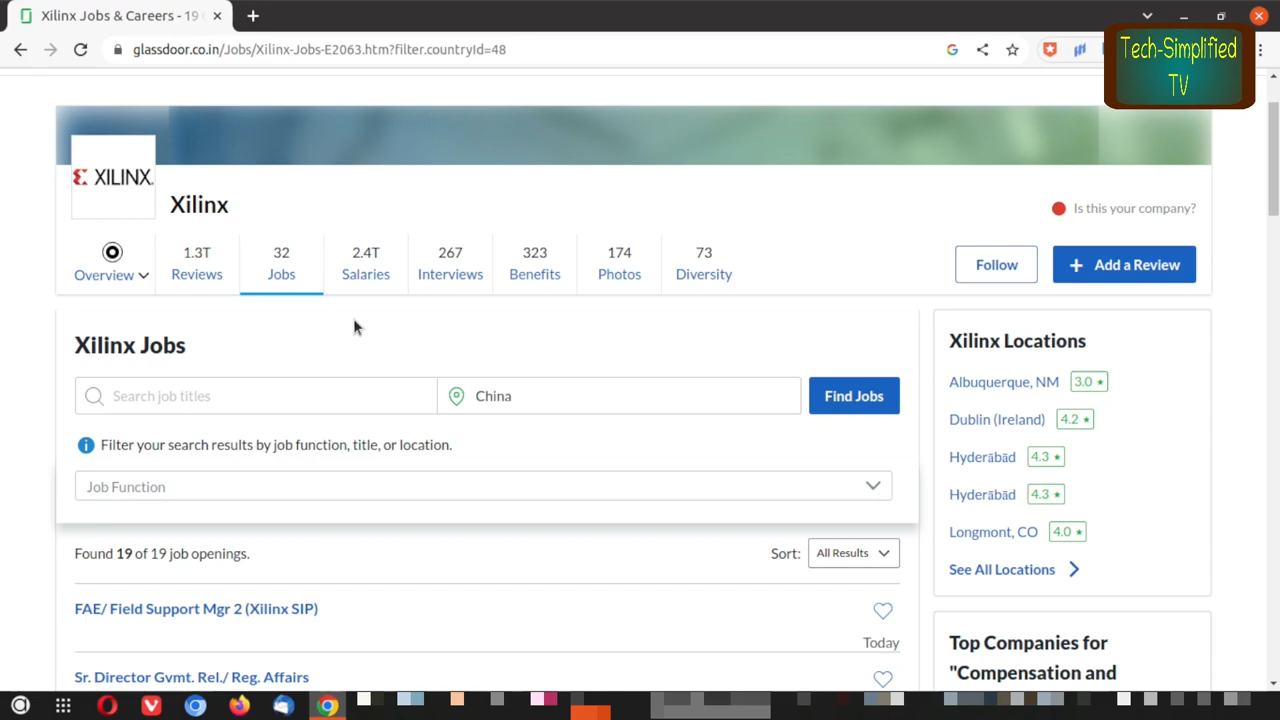 Xilinx Jobs & Careers - 19
glassdoor.co.in/Jobs/Xilinx-Jobs-E2063.htm?filter.countryId=48
Tech-Simplified
TV
XILINX
Xilinx
Is this your company?
Overview
1.3T
Reviews
32
Jobs
2.4T
Salaries
267
Interviews
323
Benefits
174
Photos
73
Diversity
Follow
+ Add a Review
Xilinx Jobs
Search job titles
China
Find Jobs
Filter your search results by job function, title, or location.
Job Function
Found 19 of 19 job openings.
Sort: All Results
FAE/ Field Support Mgr 2 (Xilinx SIP)
Today
Sr. Director Gvmt. Rel./ Reg. Affairs
Xilinx Locations
Albuquerque, NM 3.0 ★
Dublin (Ireland) 4.2 ★
Hyderābād 4.3 ★
Hyderābād 4.3 ★
Longmont, CO 4.0 ★
See All Locations
Top Companies for
"Compensation and